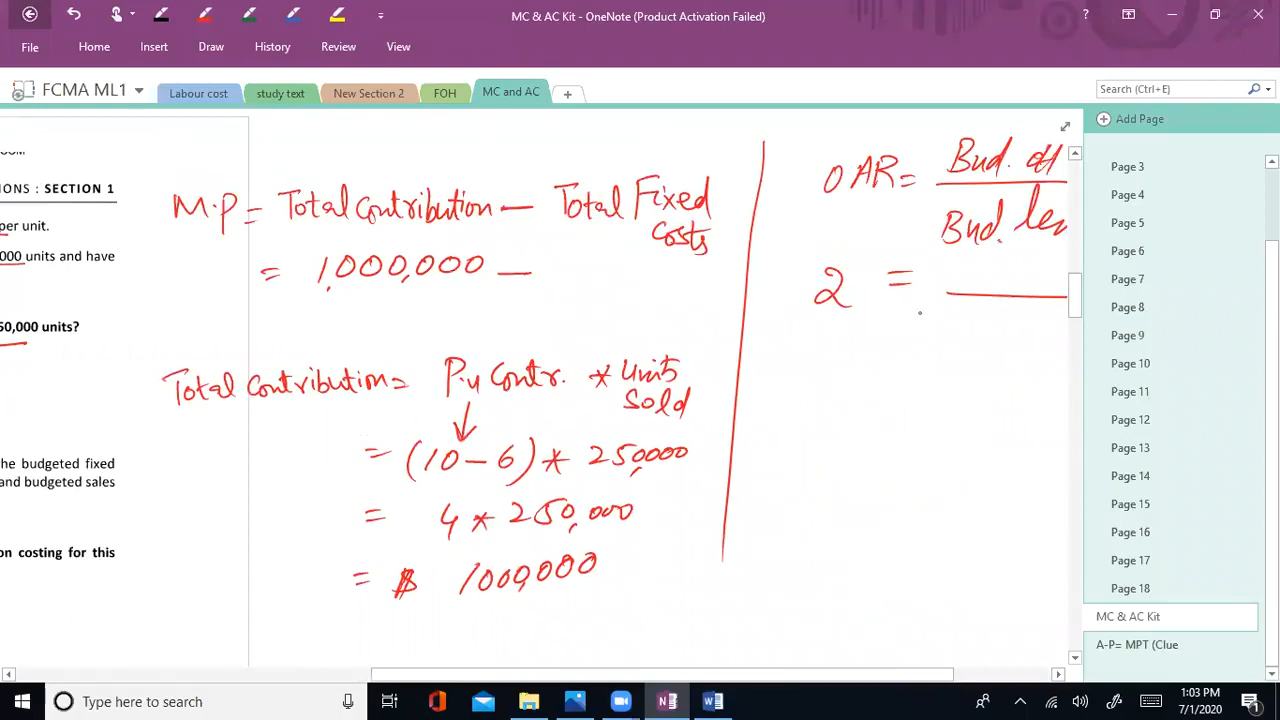 MC & AC Kit - OneNote (Product Activation Failed)
File Home Insert Draw History Review View
FCMA ML1
Labour cost
study text
New Section 2
FOH
MC and AC
Search (Ctrl+E)
Add Page
Page 3
Page 4
Page 5
Page 6
Page 7
Page 8
Page 9
Page 10
Page 11
Page 12
Page 13
Page 14
Page 15
Page 16
Page 17
Page 18
MC & AC Kit
A-P= MPT (Clue
IONS : SECTION 1
per unit.
000 units and have
50,000 units?
he budgeted fixed
and budgeted sales
on costing for this
M.P = Total Contribution — Total Fixed Costs
= 1,000,000 —
Total Contribution = P.u Contr. * Units Sold
= (10 - 6) * 250,000
= 4 * 250,000
= $ 1000,000
OAR = Bud.
Bud.
2 =
Type here to search
1:03 PM
7/1/2020